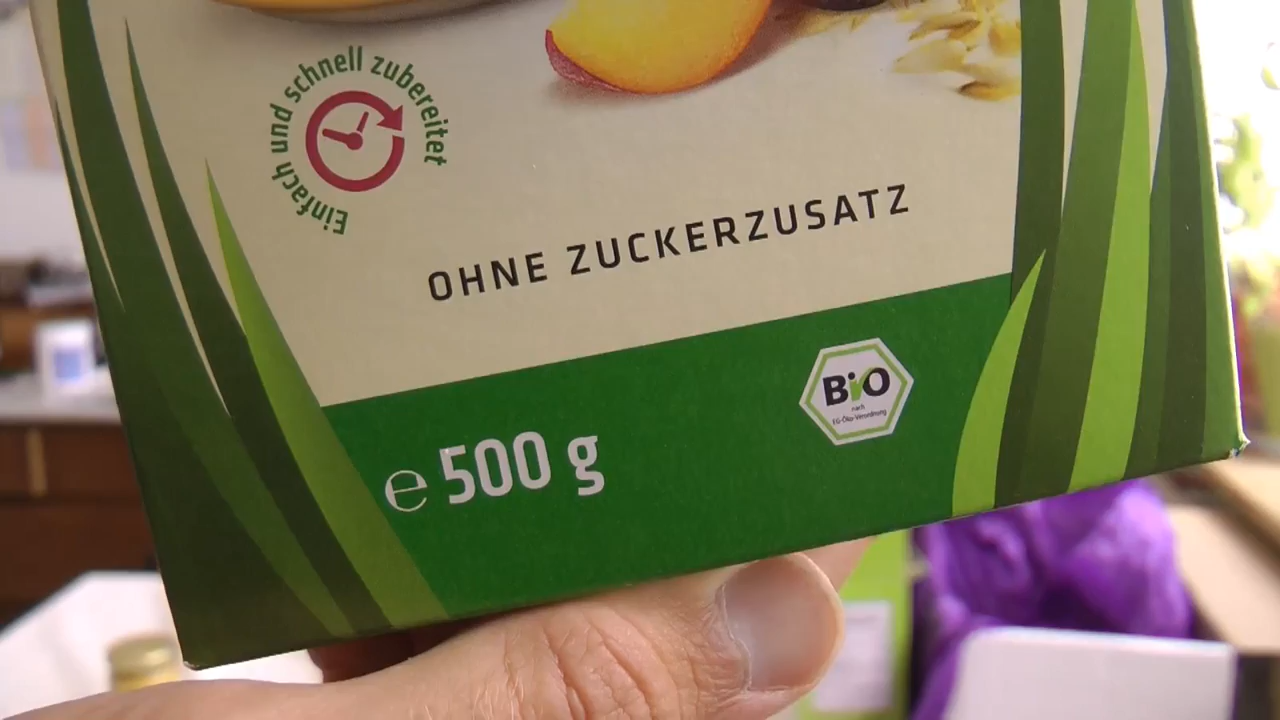 Einfach und schnell zubereitet
OHNE ZUCKERZUSATZ
BiO
nach
EG-Öko-Verordnung
℮ 500 g